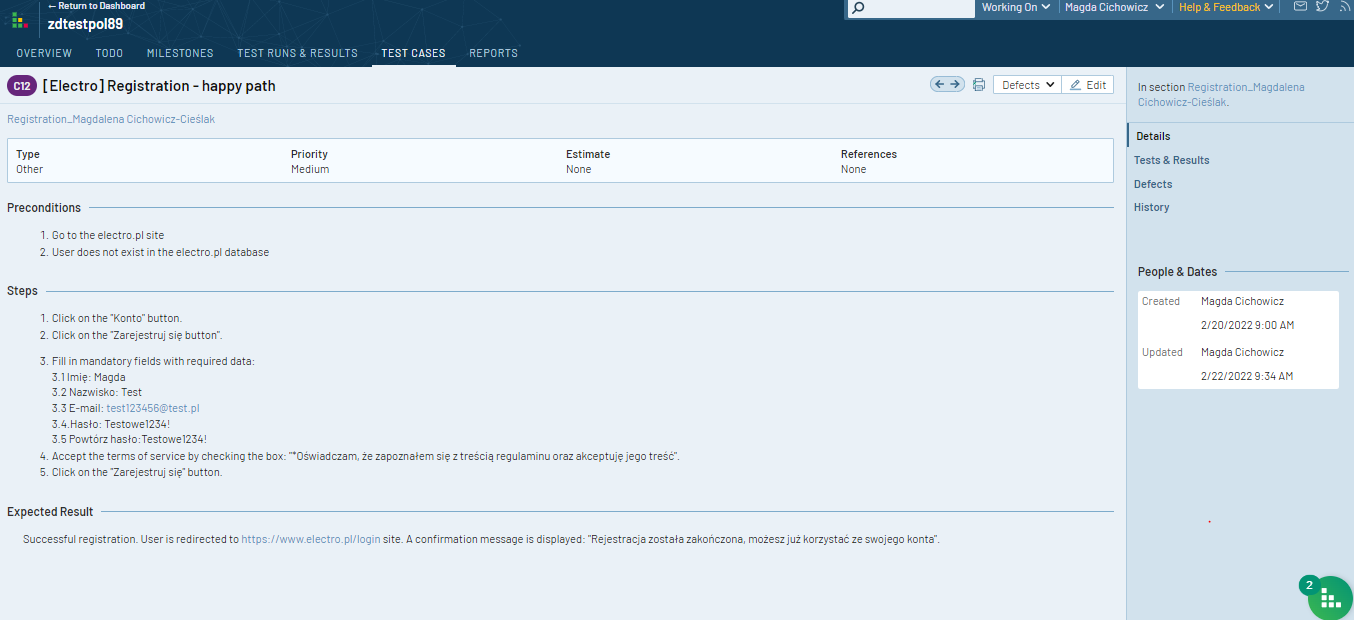 ← Return to Dashboard
zdtestpol89
Working On
Magda Cichowicz
Help & Feedback
OVERVIEW TODO MILESTONES TEST RUNS & RESULTS TEST CASES REPORTS
C12 [Electro] Registration - happy path
Defects
Edit
Registration_Magdalena Cichowicz-Cieślak
Type Priority Estimate References
Other Medium None None
Preconditions
1. Go to the electro.pl site
2. User does not exist in the electro.pl database
Steps
1. Click on the "Konto" button.
2. Click on the "Zarejestruj się button".
3. Fill in mandatory fields with required data:
3.1 Imię: Magda
3.2 Nazwisko: Test
3.3 E-mail: test123456@test.pl
3.4.Hasło: Testowe1234!
3.5 Powtórz hasło:Testowe1234!
4. Accept the terms of service by checking the box: "*Oświadczam, że zapoznałem się z treścią regulaminu oraz akceptuję jego treść".
5. Click on the "Zarejestruj się" button.
Expected Result
Successful registration. User is redirected to https://www.electro.pl/login site. A confirmation message is displayed: "Rejestracja została zakończona, możesz już korzystać ze swojego konta".
In section Registration_Magdalena
Cichowicz-Cieślak.
Details
Tests & Results
Defects
History
People & Dates
Created Magda Cichowicz
2/20/2022 9:00 AM
Updated Magda Cichowicz
2/22/2022 9:34 AM
2